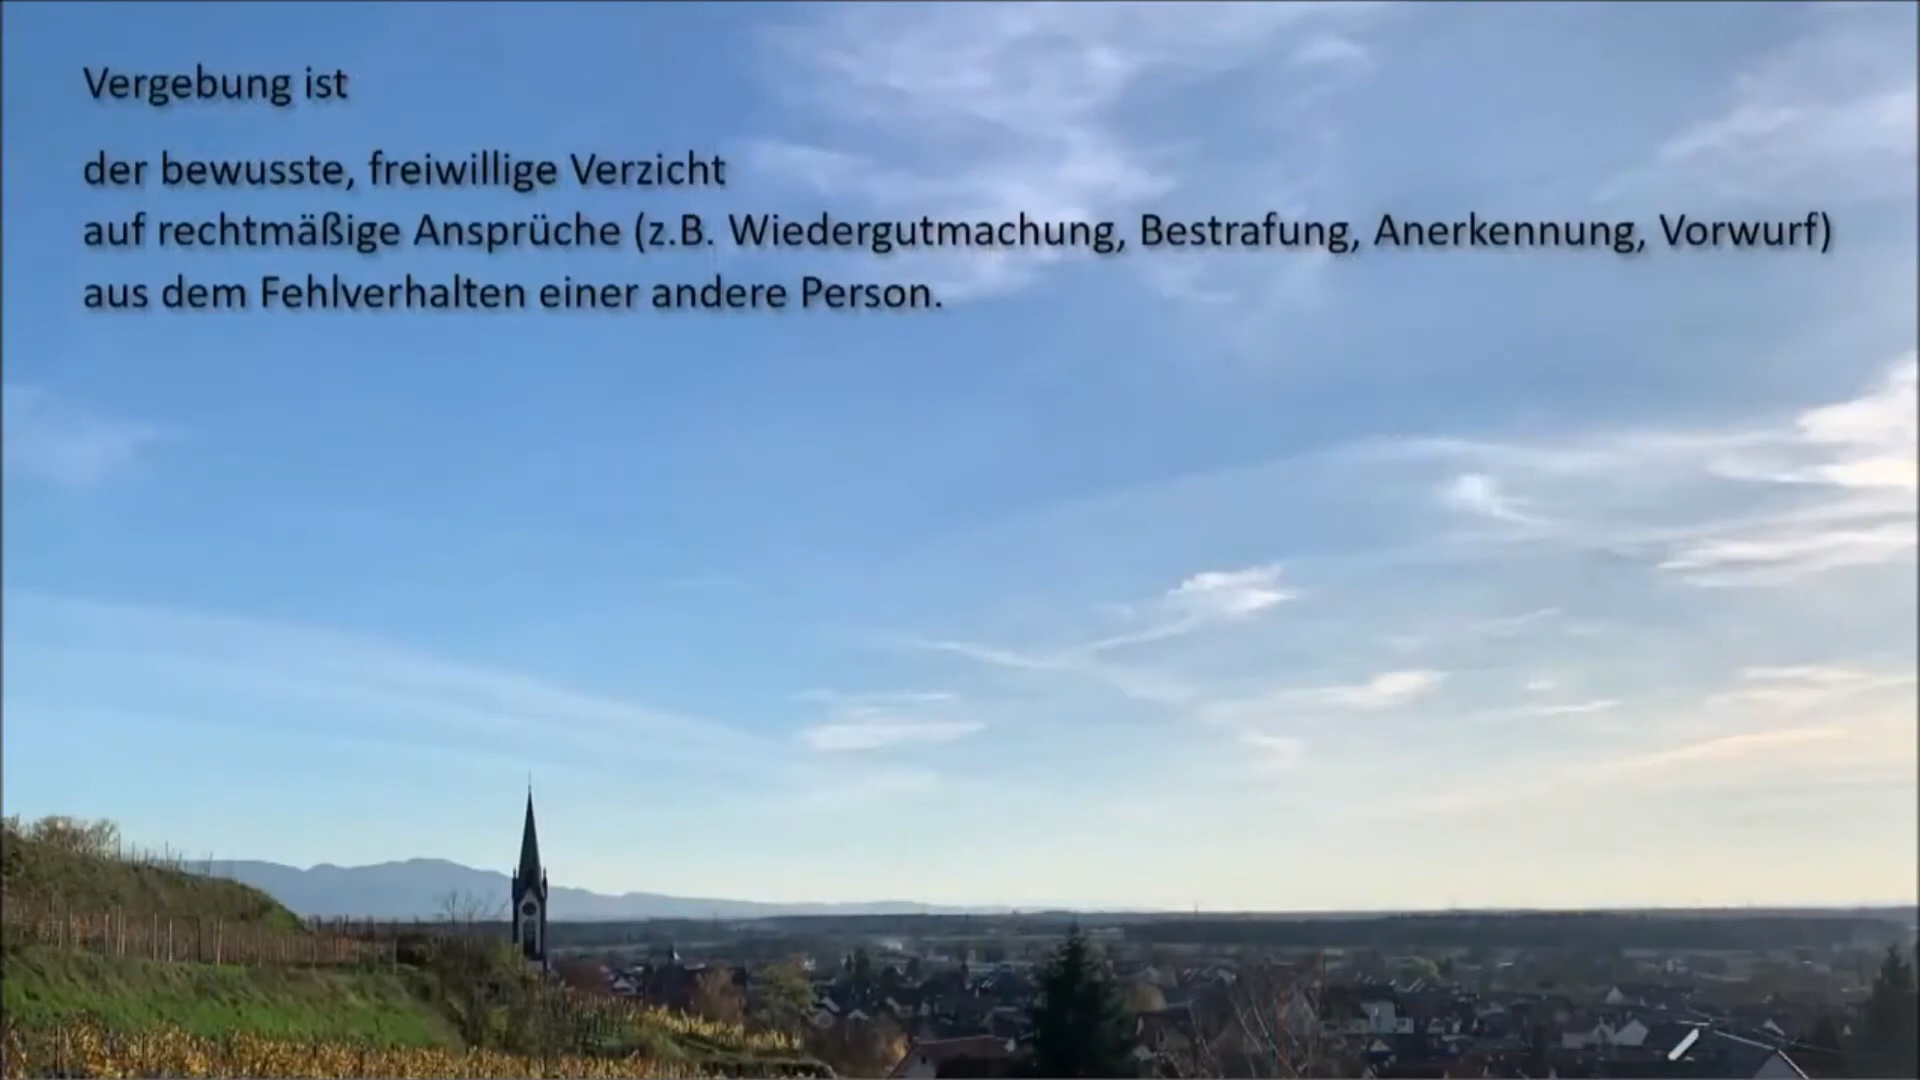 Vergebung ist
der bewusste, freiwillige Verzicht
auf rechtmäßige Ansprüche (z.B. Wiedergutmachung, Bestrafung, Anerkennung, Vorwurf)
aus dem Fehlverhalten einer andere Person.